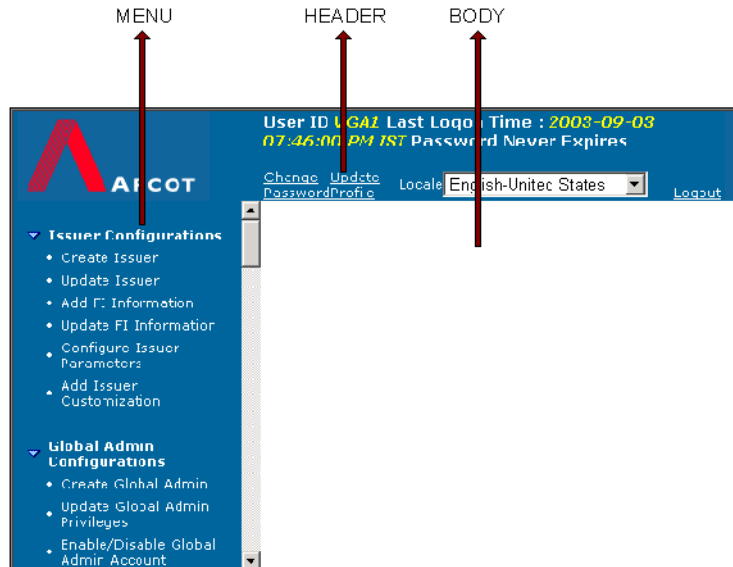 MENU HEADER BODY
User ID VGA1 Last Logon Time : 2003-09-03
07:46:00 PM IST Password Never Expires
ARCOT
Change Update
Password Profile
Locale English-United States
Logout
Issuer Configurations
• Create Issuer
• Update Issuer
• Add FI Information
• Update FI Information
• Configure Issuer
Parameters
• Add Issuer
Customization
Global Admin
Configurations
• Create Global Admin
• Update Global Admin
Privileges
• Enable/Disable Global
Admin Account